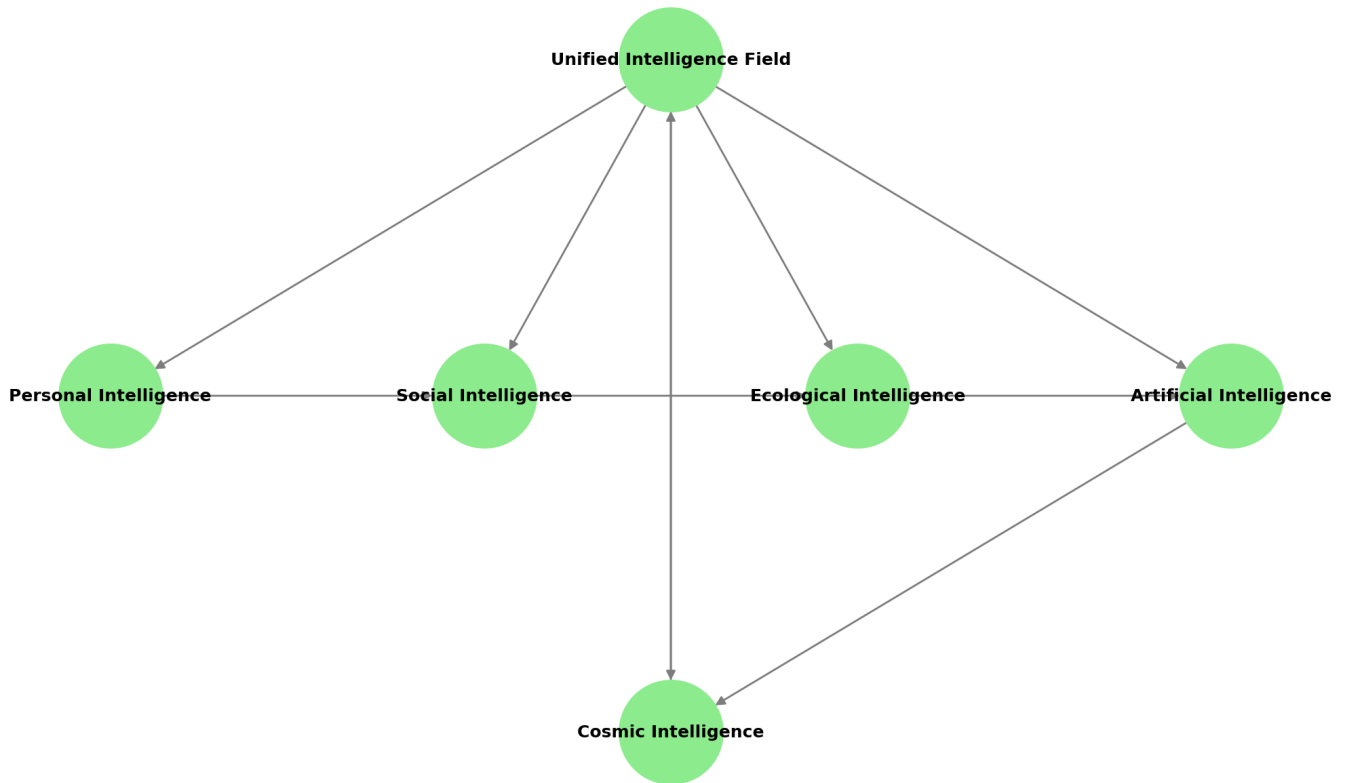 Unified Intelligence Field
Personal Intelligence
Social Intelligence
Ecological Intelligence
Artificial Intelligence
Cosmic Intelligence